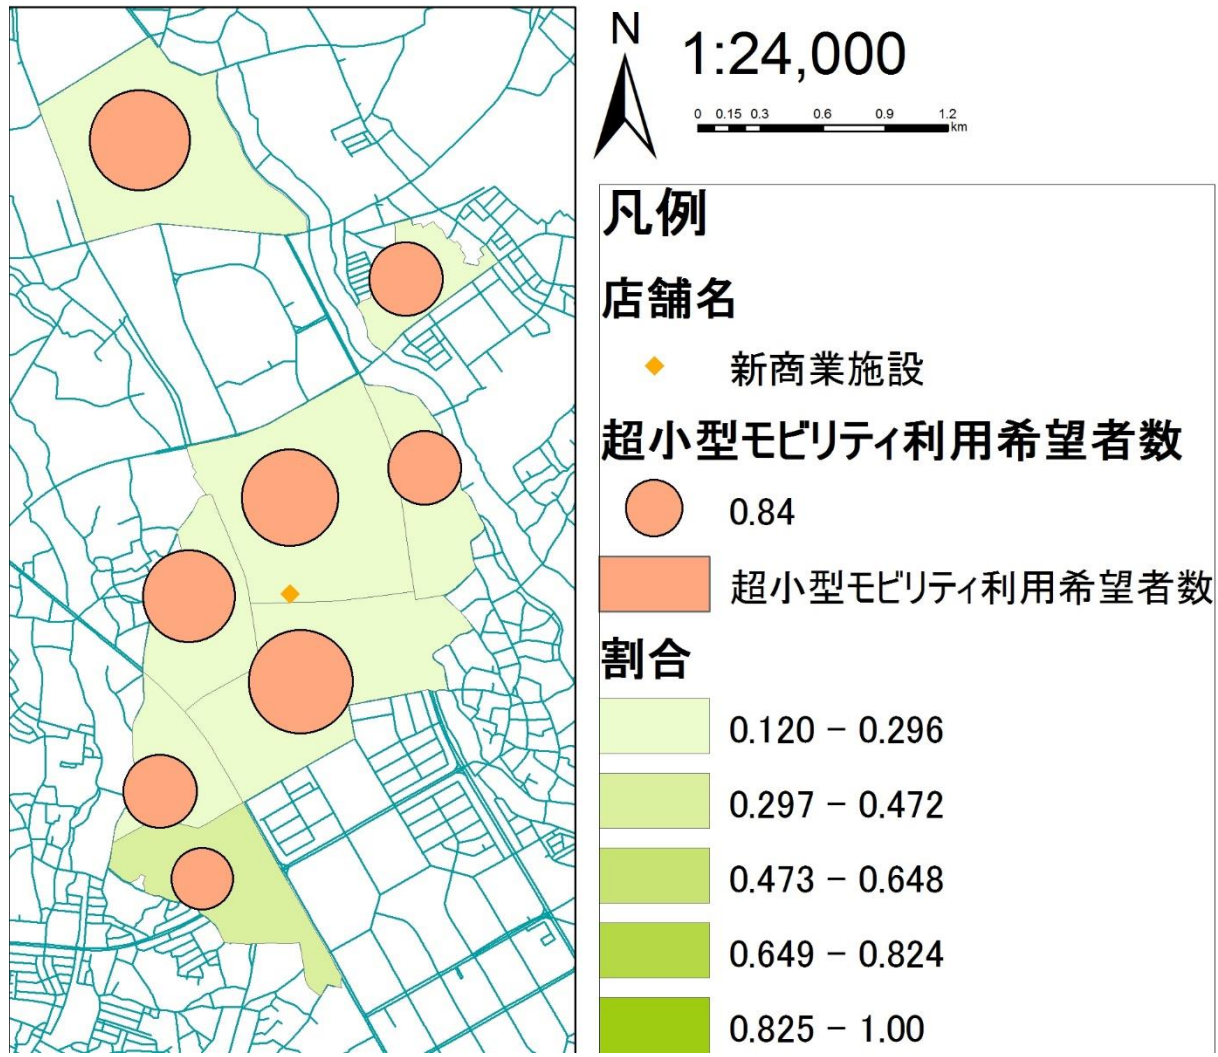 N
1:24,000
0 0.15 0.3 0.6 0.9 1.2
km
凡例
店舗名
新商業施設
超小型モビリティ利用希望者数
0.84
超小型モビリティ利用希望者数
割合
0.120 − 0.296
0.297 − 0.472
0.473 − 0.648
0.649 − 0.824
0.825 − 1.00